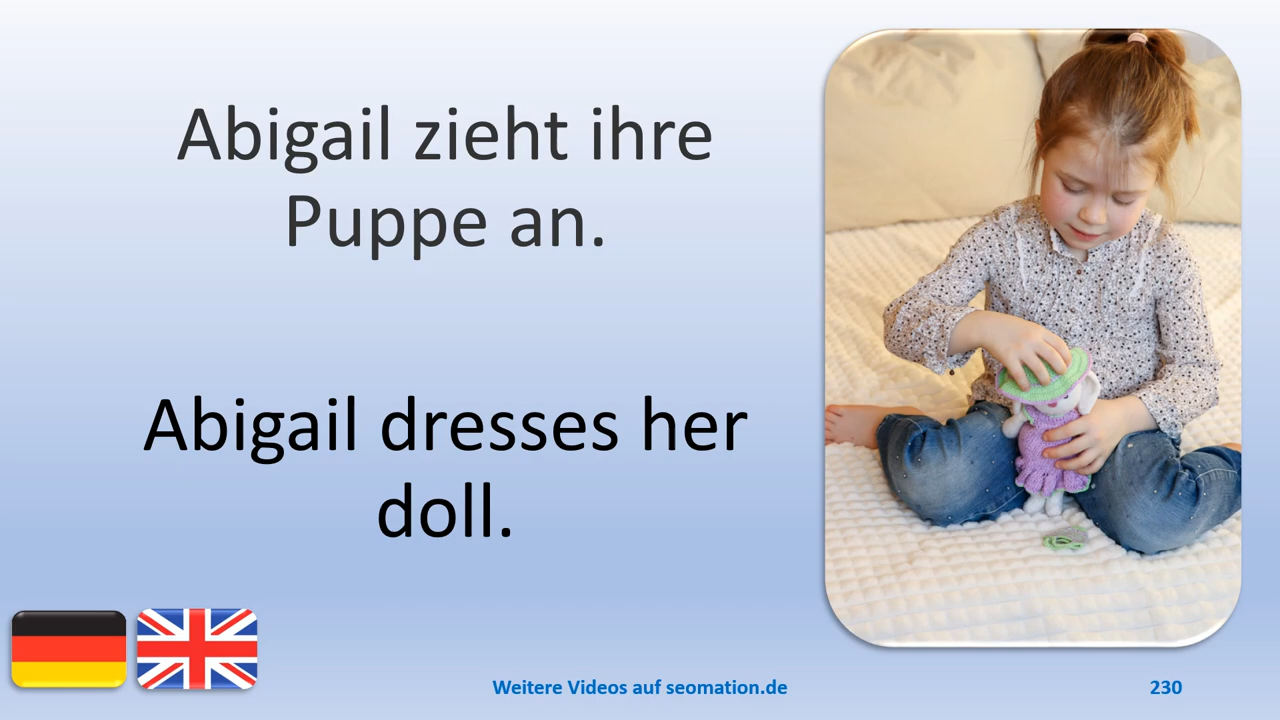 Abigail zieht ihre
Puppe an.
Abigail dresses her
doll.
Weitere Videos auf seomation.de
230